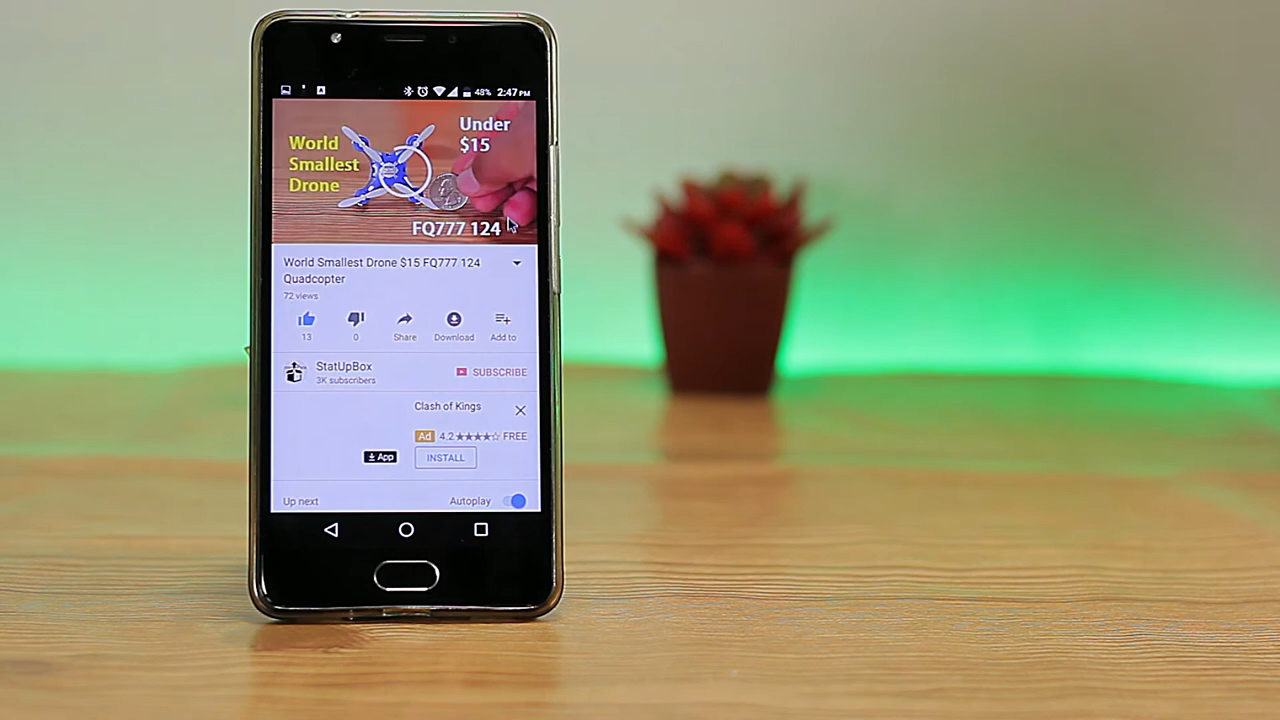 48% 2:47 PM
World
Smallest
Drone
Under
$15
FQ777 124
World Smallest Drone $15 FQ777 124
Quadcopter
72 views
13
0
Share
Download
Add to
StatUpBox
3K subscribers
SUBSCRIBE
Clash of Kings
Ad 4.2 FREE
App
INSTALL
Up next
Autoplay